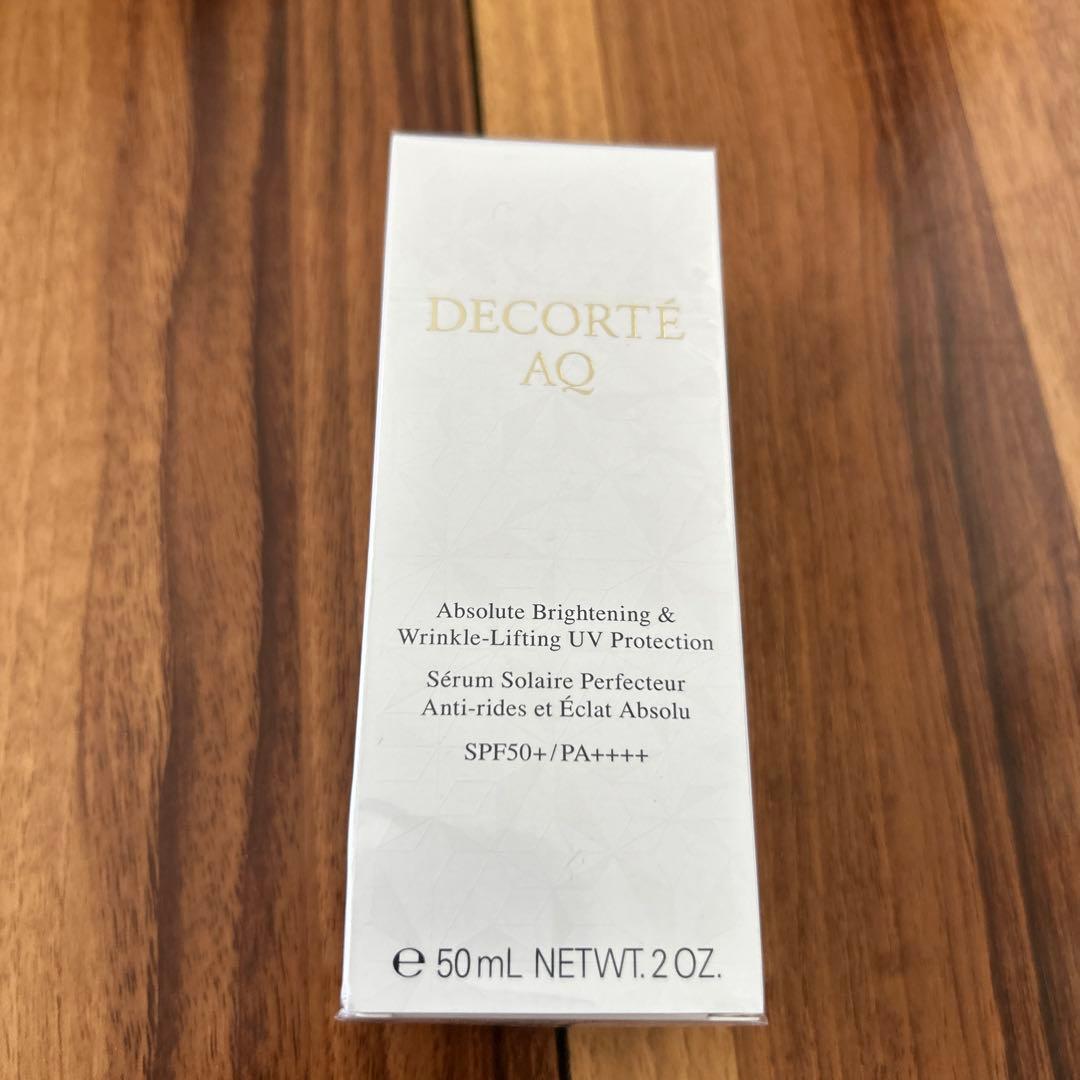 DECORTÉ
AQ
Absolute Brightening &
Wrinkle-Lifting UV Protection
Sérum Solaire Perfecteur
Anti-rides et Éclat Absolu
SPF50+/PA++++
℮ 50mL NETWT. 2 OZ.